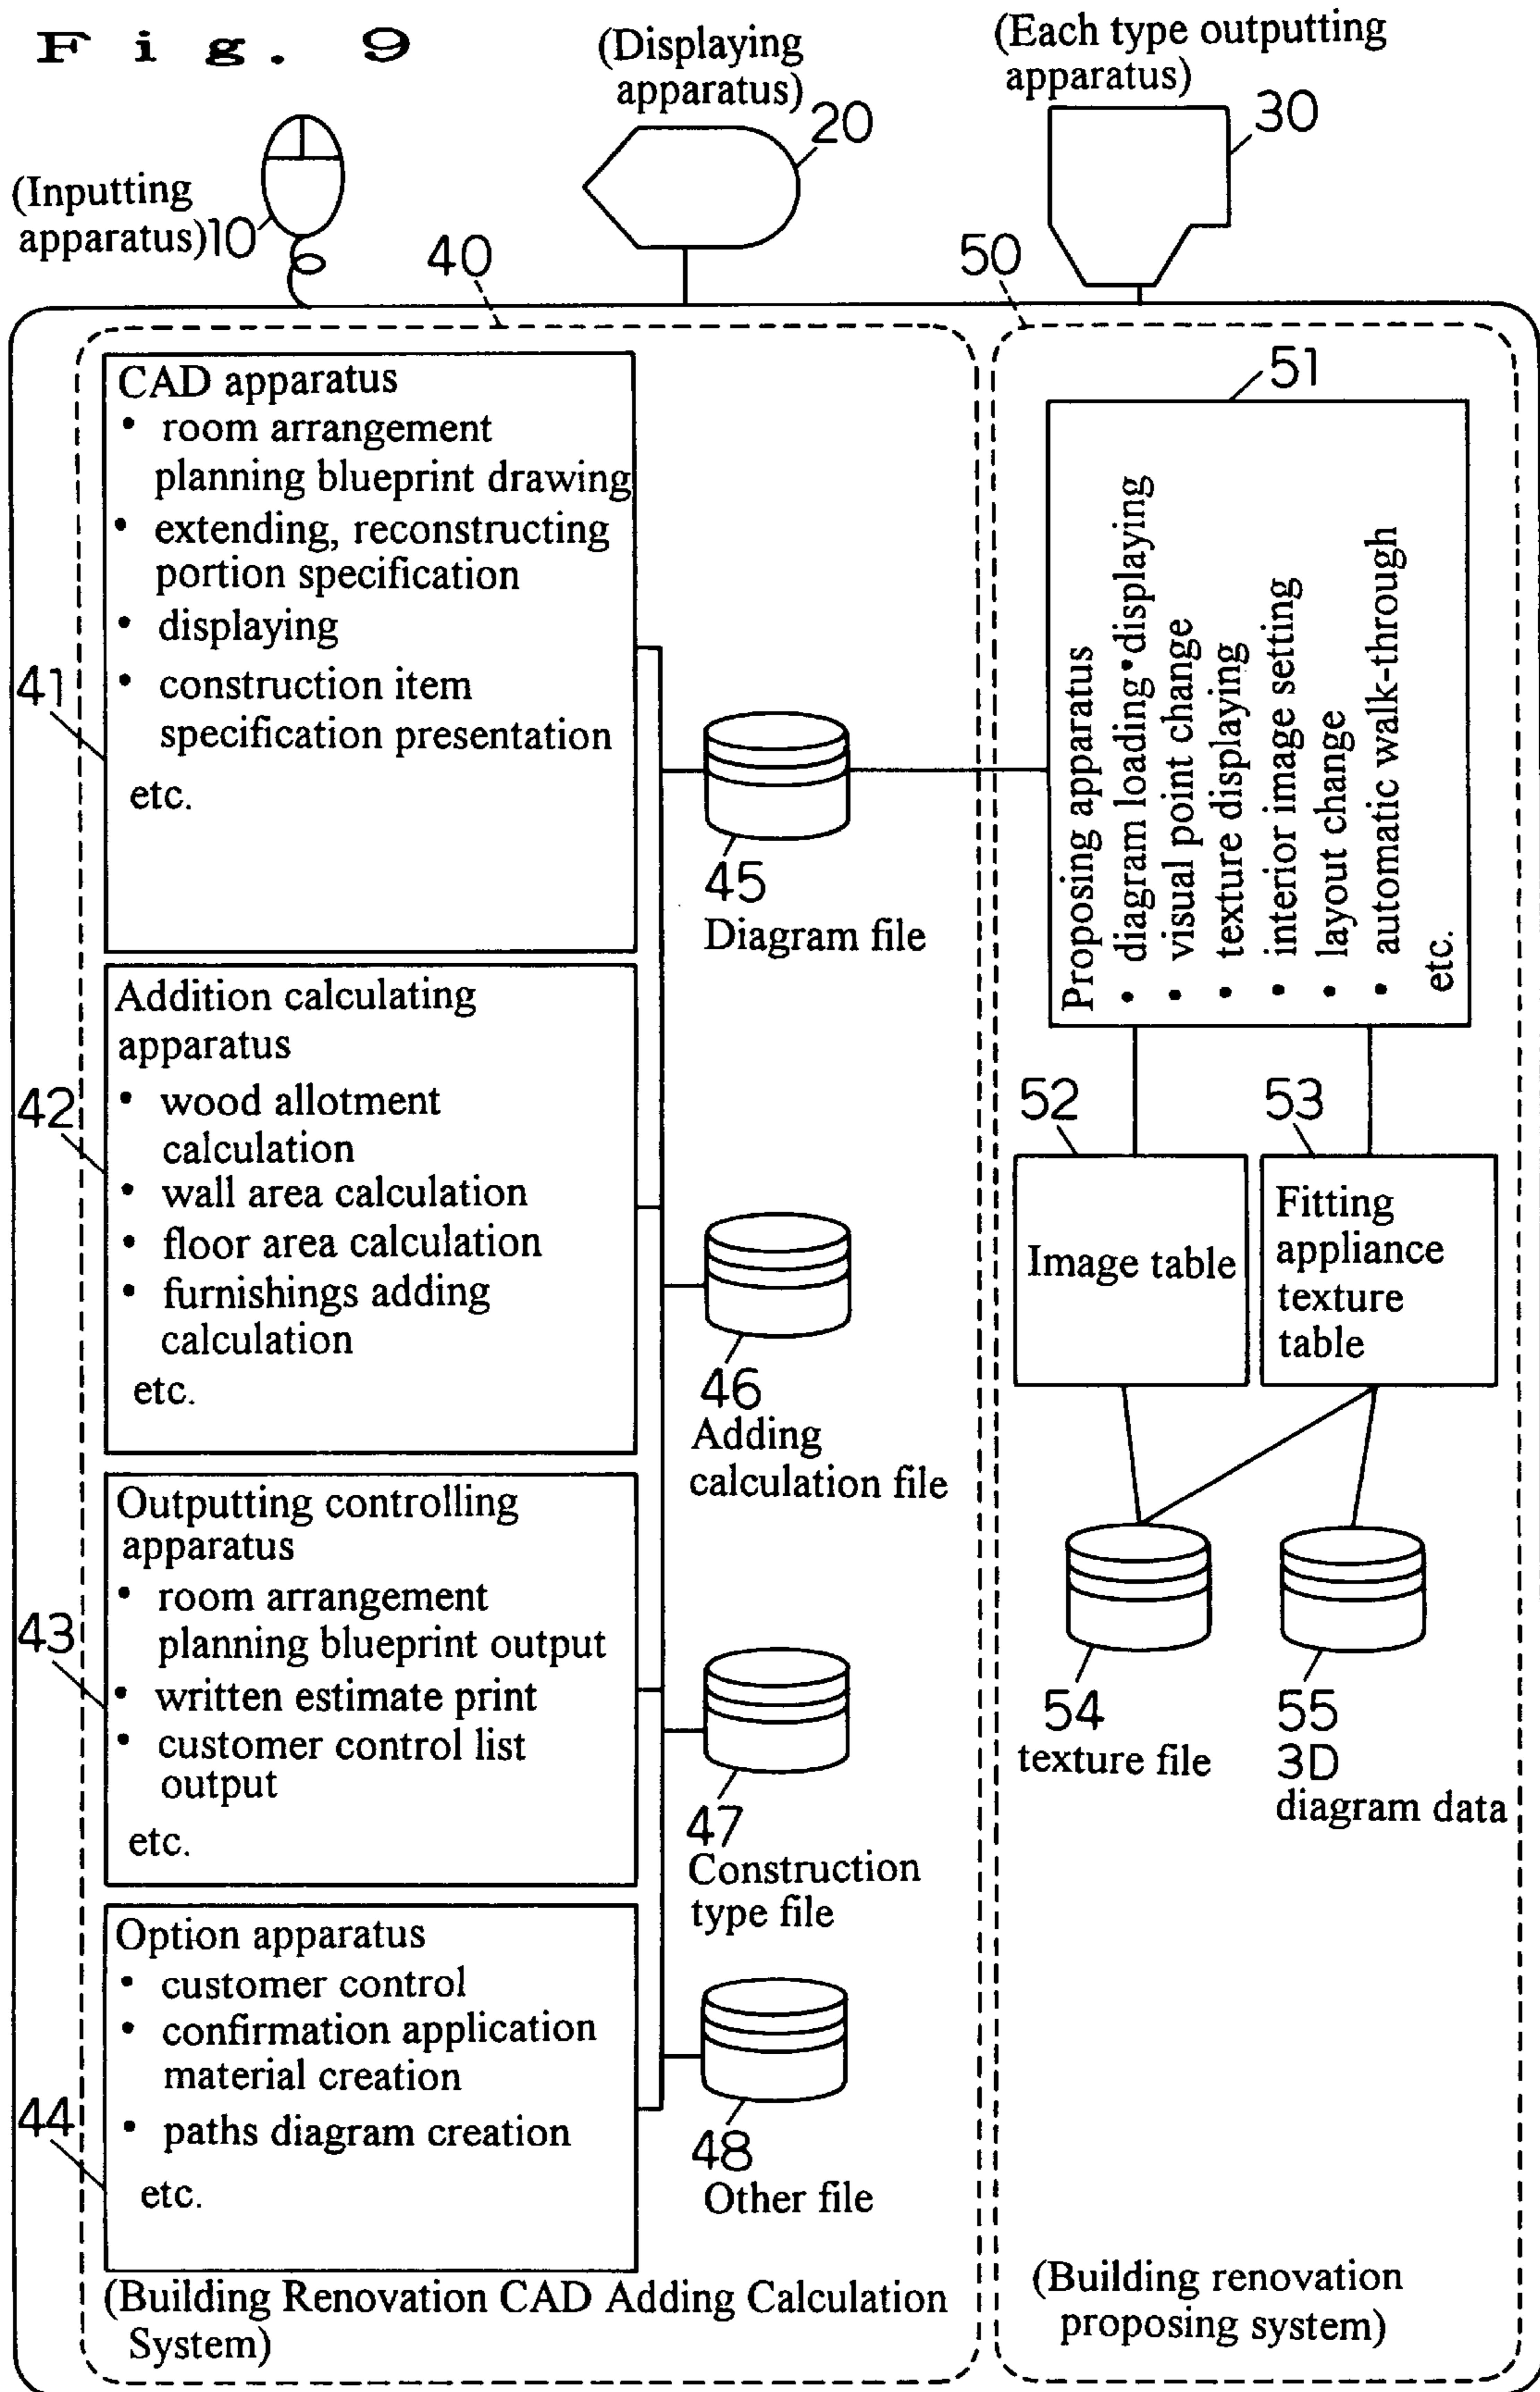 Fig. 9
(Displaying
apparatus)
20
(Each type outputting
apparatus)
30
(Inputting
apparatus)10
40
50
CAD apparatus
• room arrangement
planning blueprint drawing
• extending, reconstructing
portion specification
• displaying
• construction item
specification presentation
etc.
41
45
Diagram file
Addition calculating
apparatus
• wood allotment
calculation
• wall area calculation
• floor area calculation
• furnishings adding
calculation
etc.
42
46
Adding
calculation file
Outputting controlling
apparatus
• room arrangement
planning blueprint output
• written estimate print
• customer control list
output
etc.
43
47
Construction
type file
Option apparatus
• customer control
• confirmation application
material creation
• paths diagram creation
etc.
44
48
Other file
(Building Renovation CAD Adding Calculation
System)
51
Proposing apparatus
• diagram loading•displaying
• visual point change
• texture displaying
• interior image setting
• layout change
• automatic walk-through
etc.
52
Image table
53
Fitting
appliance
texture
table
54
texture file
55
3D
diagram data
(Building renovation
proposing system)